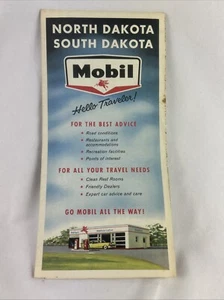 NORTH DAKOTA
SOUTH DAKOTA
Mobil
Hello Traveler!
FOR THE BEST ADVICE
• Road conditions
• Restaurants and
accommodations
• Recreation facilities
• Points of interest
FOR ALL YOUR TRAVEL NEEDS
• Clean Rest Rooms
• Friendly Dealers
• Expert car advice and care
GO MOBIL ALL THE WAY!